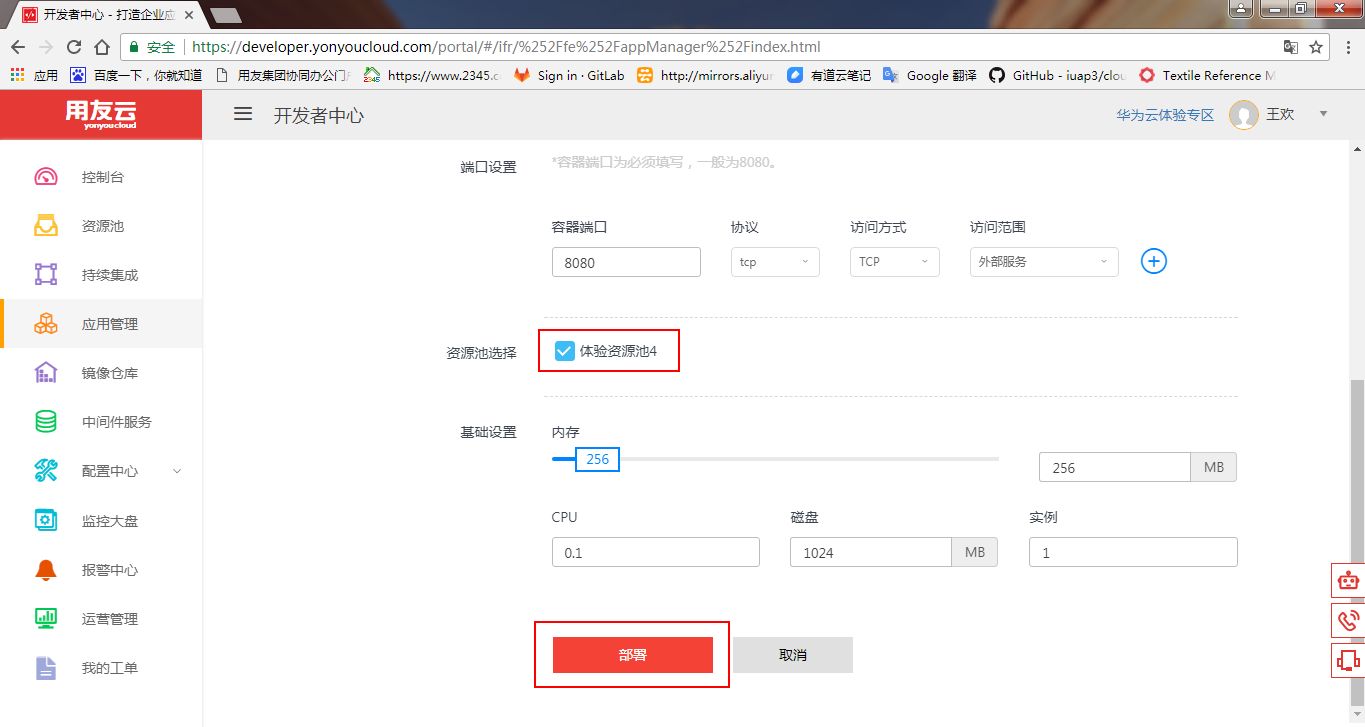 开发者中心 - 打造企业应
安全 https://developer.yonyoucloud.com/portal/#/ifr/%252Ffe%252FappManager%252Findex.html
应用 百度一下，你就知道 用友集团协同办公门户 https://www.2345.c Sign in · GitLab http://mirrors.aliyun 有道云笔记 Google 翻译 GitHub - iuap3/clou Textile Reference M
用友云
yonyoucloud
开发者中心
华为云体验专区 王欢
控制台
资源池
持续集成
应用管理
镜像仓库
中间件服务
配置中心
监控大盘
报警中心
运营管理
我的工单
端口设置 *容器端口为必须填写，一般为8080。
容器端口 协议 访问方式 访问范围
8080 tcp TCP 外部服务
资源池选择 体验资源池4
基础设置 内存
256 256 MB
CPU 磁盘 实例
0.1 1024 MB 1
部署 取消